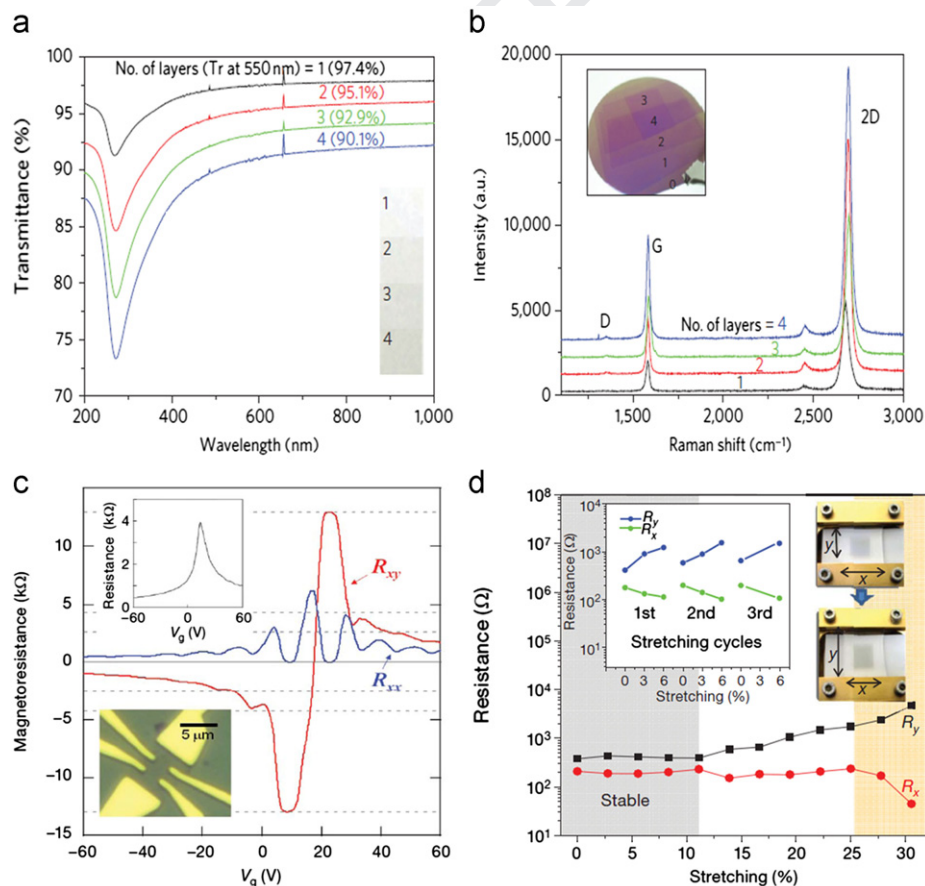 a
100
95
90
85
80
75
70
Transmittance (%)
No. of layers (Tr at 550 nm) = 1 (97.4%)
2 (95.1%)
3 (92.9%)
4 (90.1%)
1
2
3
4
200
400
600
800
1,000
Wavelength (nm)
b
20,000
15,000
10,000
5,000
0
Intensity (a.u.)
3
4
2
1
0
2D
G
D
No. of layers = 4
3
2
1
1,500
2,000
2,500
3,000
Raman shift (cm⁻¹)
c
10
5
0
−5
−10
−15
Magnetoresistance (kΩ)
4
2
0
Resistance (kΩ)
−60
0
60
Vg (V)
Rxy
Rxx
5 μm
−60
−40
−20
0
20
40
60
Vg (V)
d
10⁸
10⁷
10⁶
10⁵
10⁴
10³
10²
10¹
Resistance (Ω)
10⁴
10³
10²
10¹
Resistance (Ω)
Ry
Rx
1st 2nd 3rd
Stretching cycles
0 3 6 0 3 6 0 3 6
Stretching (%)
y
x
y
x
Ry
Rx
Stable
0
5
10
15
20
25
30
Stretching (%)